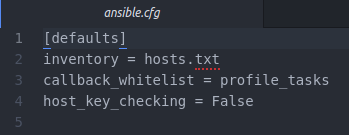 ansible.cfg
1 [defaults]
2 inventory = hosts.txt
3 callback_whitelist = profile_tasks
4 host_key_checking = False
5